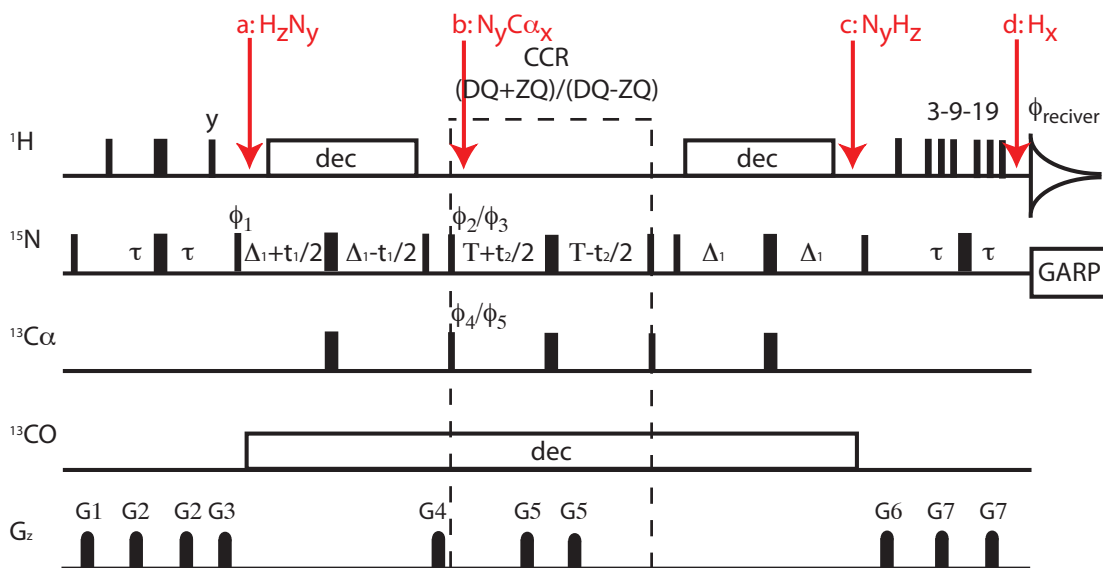 a: HzNy b: NyCαx c: NyHz d: Hx
CCR
(DQ+ZQ)/(DQ-ZQ)
y 3-9-19 ϕreciver
¹H dec dec
ϕ₁ ϕ₂/ϕ₃
¹⁵N τ τ Δ₁+t₁/2 Δ₁-t₁/2 T+t₂/2 T-t₂/2 Δ₁ Δ₁ τ τ GARP
ϕ₄/ϕ₅
¹³Cα
¹³CO dec
G1 G2 G2 G3 G4 G5 G5 G6 G7 G7
Gz